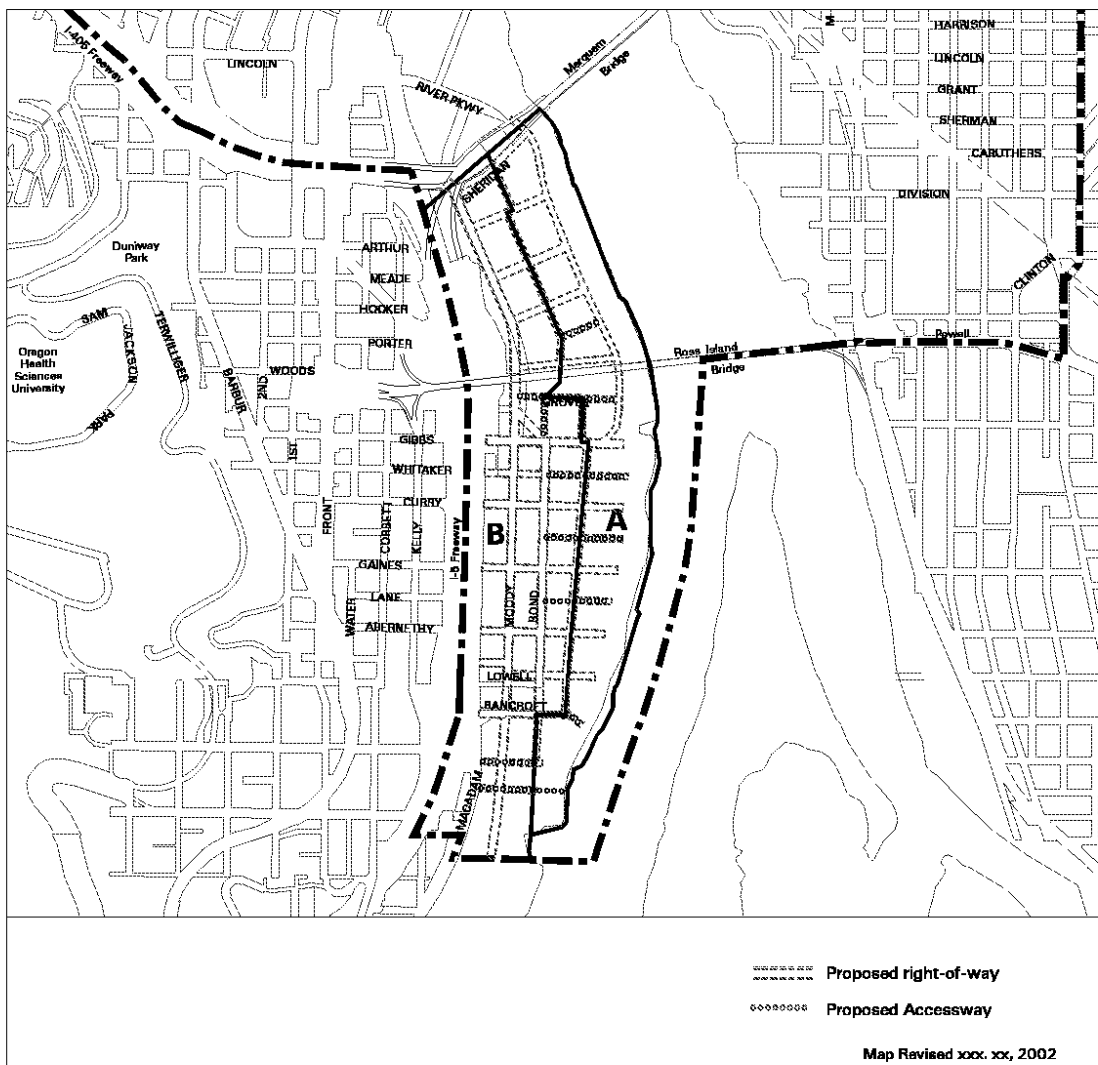 HARRISON
LINCOLN
GRANT
SHERMAN
CARUTHERS
DIVISION
CLINTON
Powell
I-405 Freeway
LINCOLN
RIVER PKWY
Marquam
Bridge
SHERIDAN
Duniway
Park
ARTHUR
MEADE
HOOKER
PORTER
SAM
JACKSON
PARK
TERWILLIGER
BARBUR
Oregon
Health
Sciences
University
2ND
WOODS
Ross Island
Bridge
GROVER
1ST
GIBBS
WHITAKER
CURRY
FRONT
CORBETT
KELLY
I-5 Freeway
B
A
GAINES
LANE
WATER
ABERNETHY
MOODY
BOND
LOWELL
BANCROFT
MACADAM
Proposed right-of-way
Proposed Accessway
Map Revised xxx. xx, 2002